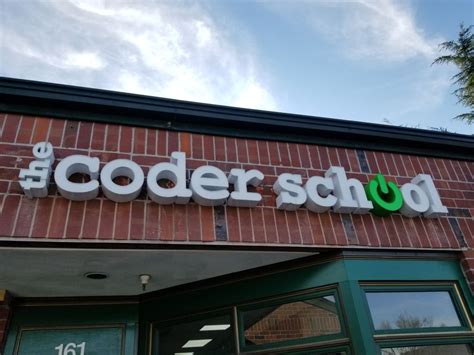 the coder school
161